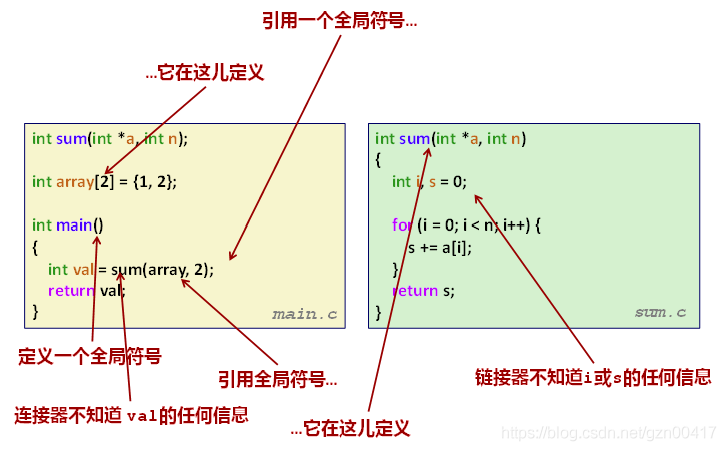 引用一个全局符号...
...它在这儿定义
int sum(int *a, int n);
int array[2] = {1, 2};
int main()
{
int val = sum(array, 2);
return val;
}
main.c
int sum(int *a, int n)
{
int i, s = 0;
for (i = 0; i < n; i++) {
s += a[i];
}
return s;
}
sum.c
定义一个全局符号
引用全局符号...
链接器不知道i或s的任何信息
连接器不知道 val的任何信息
...它在这儿定义
https://blog.csdn.net/gzn00417